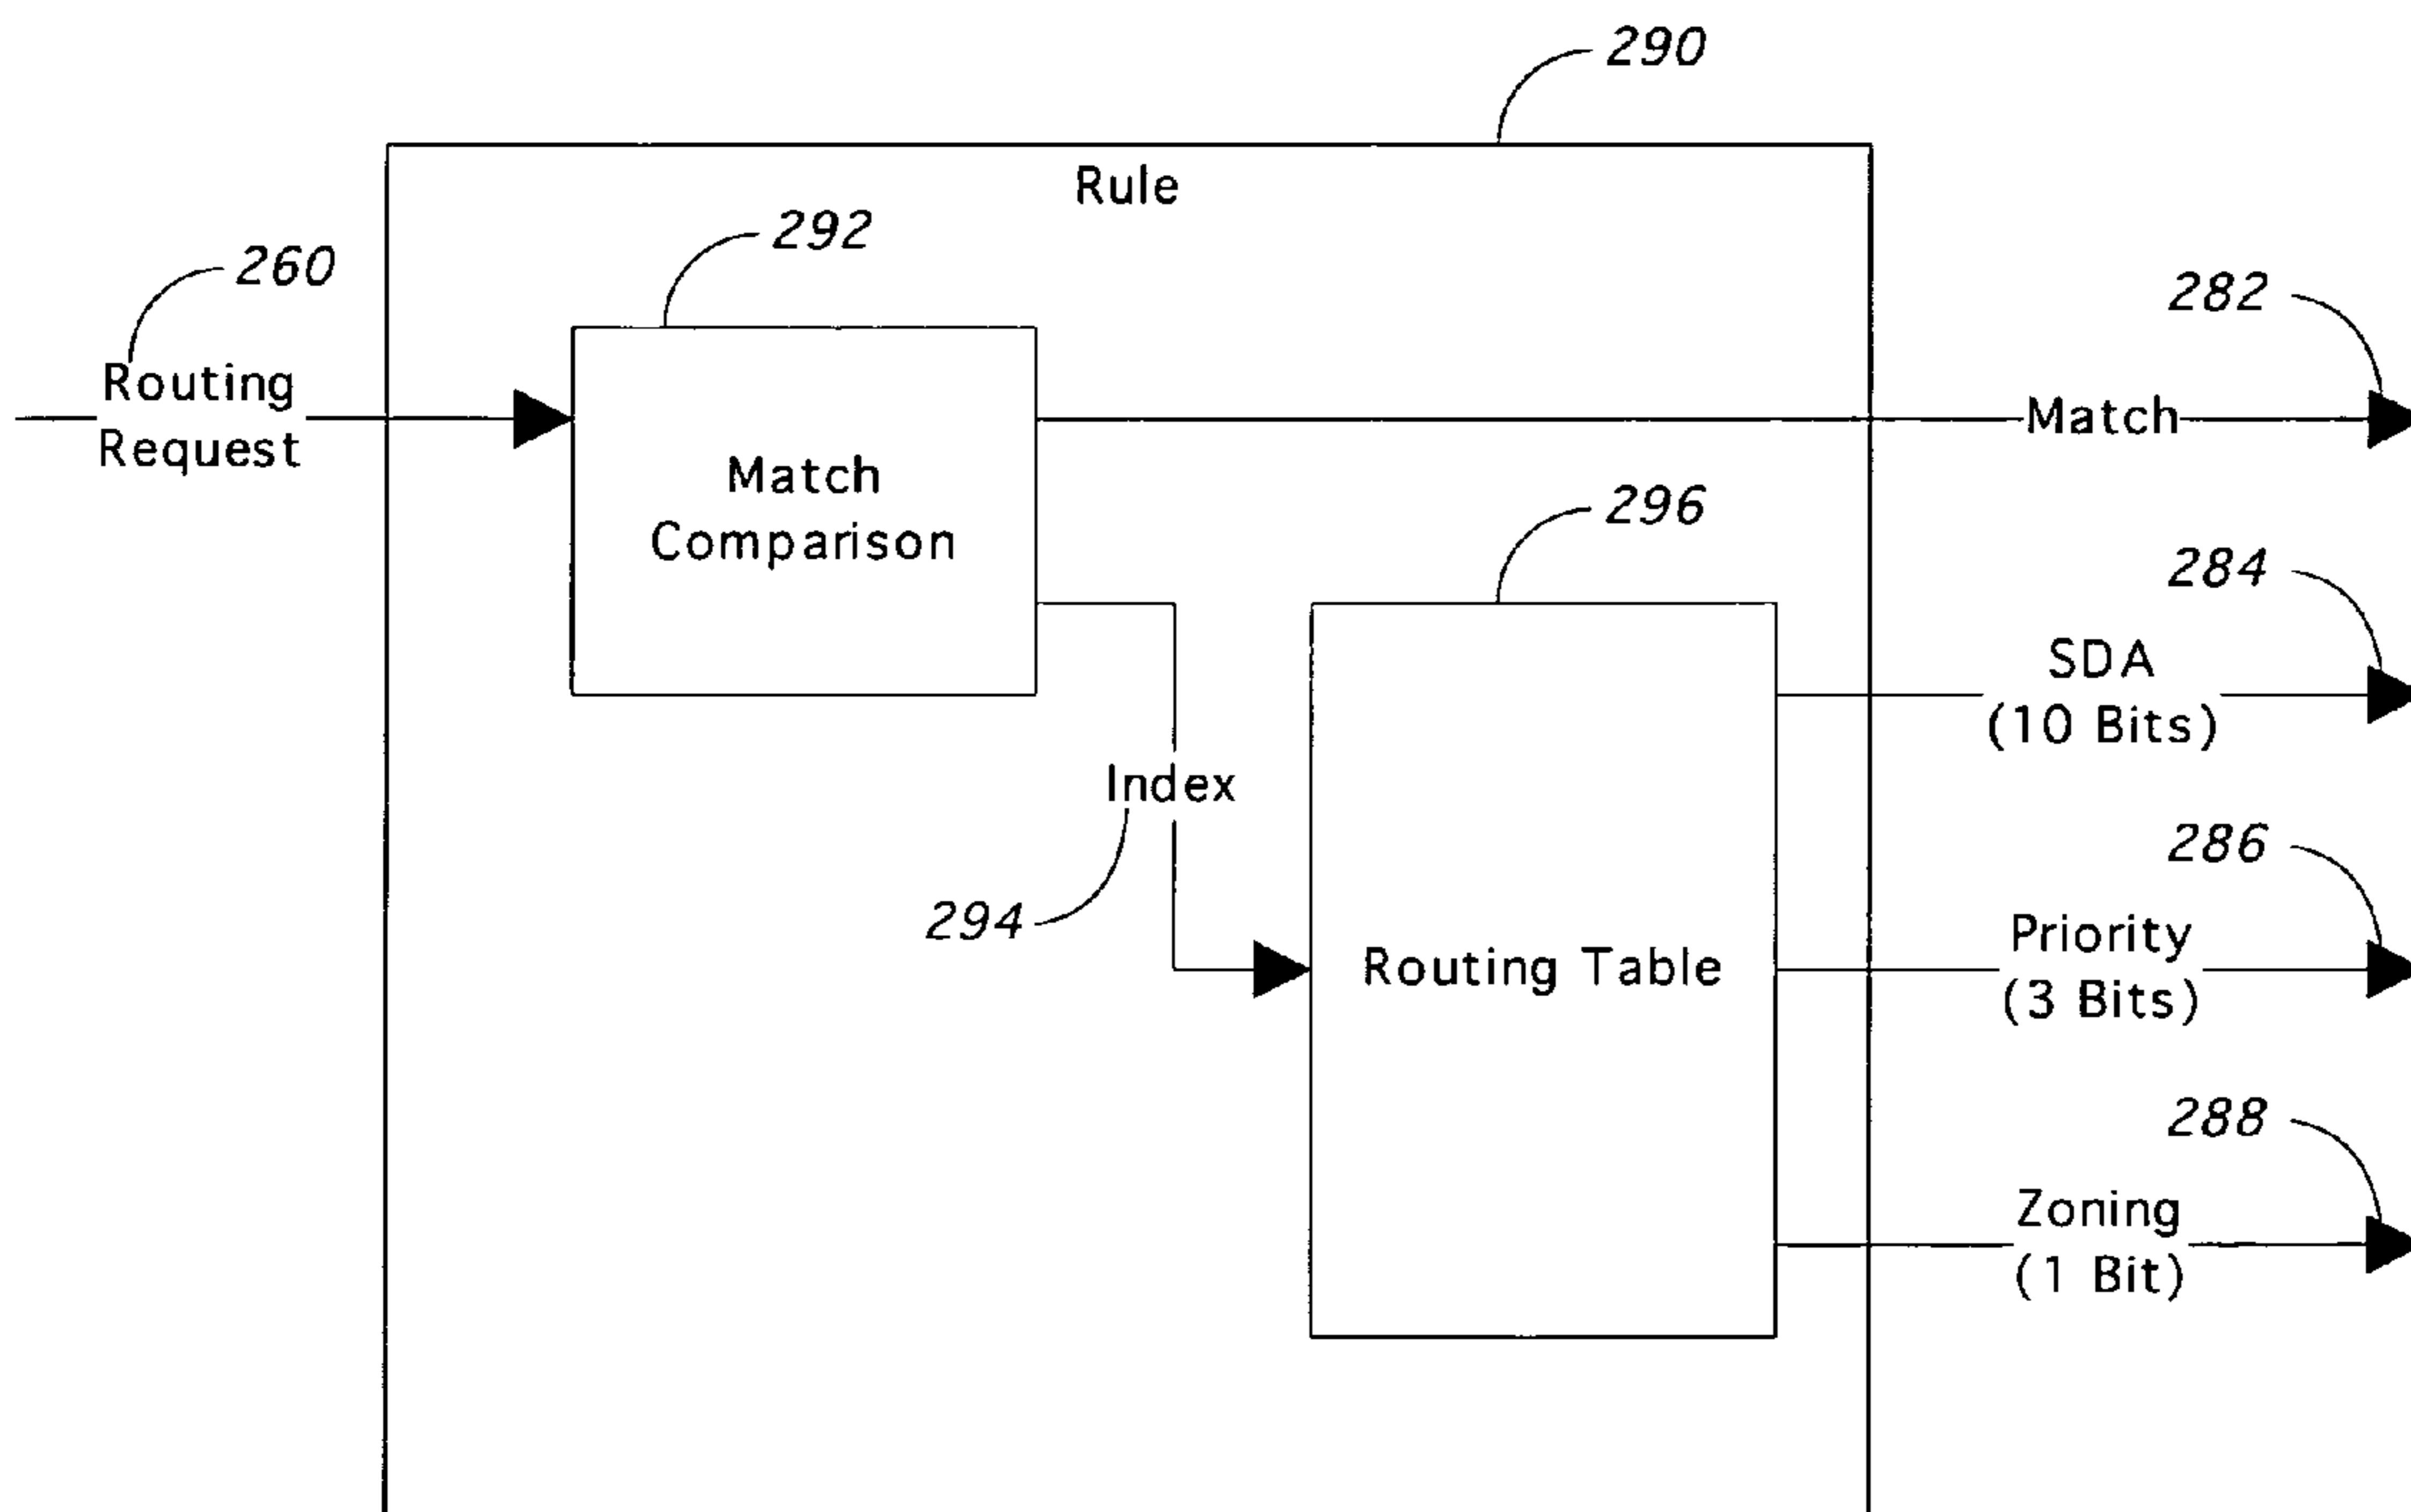 290
Rule
292
260
282
Routing
Request
Match
Match
Comparison
296
284
SDA
(10 Bits)
Index
286
294
Priority
(3 Bits)
Routing Table
288
Zoning
(1 Bit)